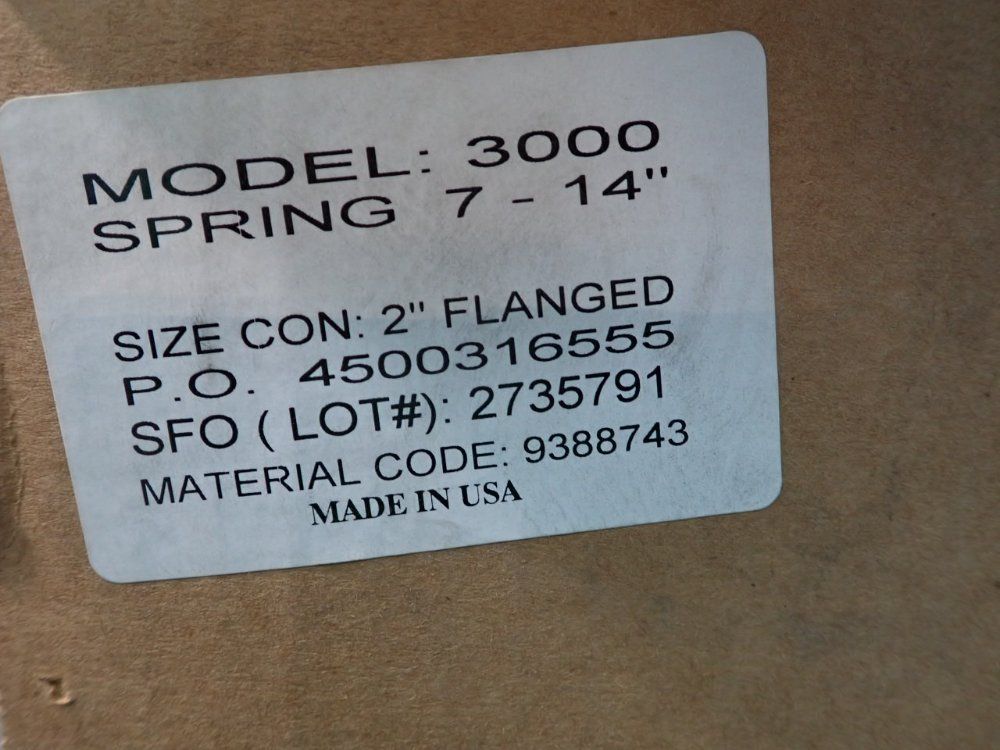 MODEL: 3000
SPRING 7 - 14"
SIZE CON: 2" FLANGED
P.O. 4500316555
SFO ( LOT#): 2735791
MATERIAL CODE: 9388743
MADE IN USA